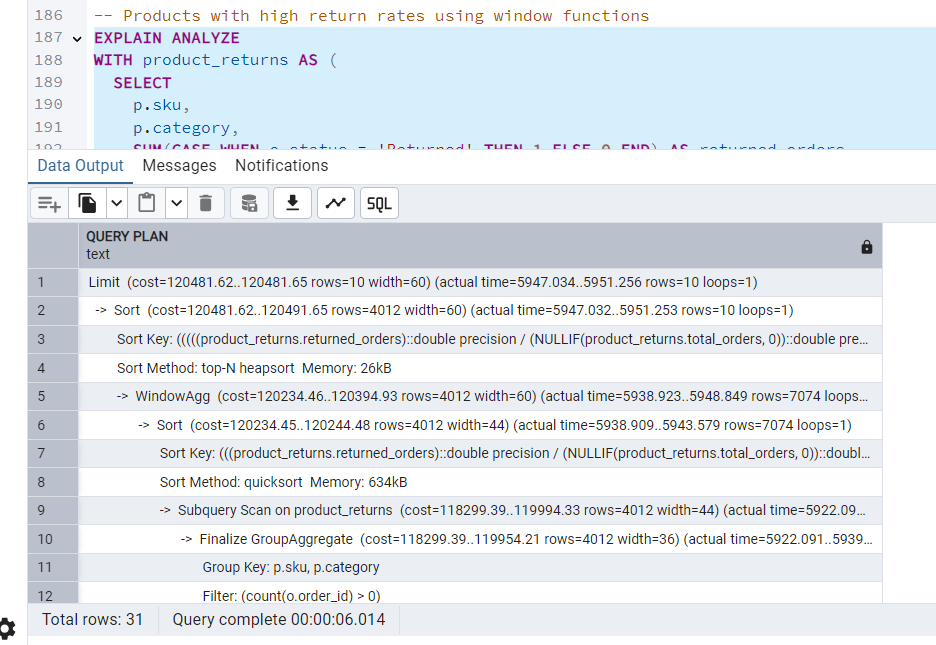 186 -- Products with high return rates using window functions
187 EXPLAIN ANALYZE
188 WITH product_returns AS (
189 SELECT
190 p.sku,
191 p.category,
192 SUM(CASE WHEN o.status = 'Returned' THEN 1 ELSE 0 END) AS returned_orders
Data Output Messages Notifications
SQL
QUERY PLAN
text
1 Limit (cost=120481.62..120481.65 rows=10 width=60) (actual time=5947.034..5951.256 rows=10 loops=1)
2 -> Sort (cost=120481.62..120491.65 rows=4012 width=60) (actual time=5947.032..5951.253 rows=10 loops=1)
3 Sort Key: (((((product_returns.returned_orders)::double precision / (NULLIF(product_returns.total_orders, 0))::double pre…
4 Sort Method: top-N heapsort Memory: 26kB
5 -> WindowAgg (cost=120234.46..120394.93 rows=4012 width=60) (actual time=5938.923..5948.849 rows=7074 loops…
6 -> Sort (cost=120234.45..120244.48 rows=4012 width=44) (actual time=5938.909..5943.579 rows=7074 loops=1)
7 Sort Key: (((product_returns.returned_orders)::double precision / (NULLIF(product_returns.total_orders, 0))::doubl…
8 Sort Method: quicksort Memory: 634kB
9 -> Subquery Scan on product_returns (cost=118299.39..119994.33 rows=4012 width=44) (actual time=5922.09…
10 -> Finalize GroupAggregate (cost=118299.39..119954.21 rows=4012 width=36) (actual time=5922.091..5939…
11 Group Key: p.sku, p.category
12 Filter: (count(o.order_id) > 0)
Total rows: 31 Query complete 00:00:06.014